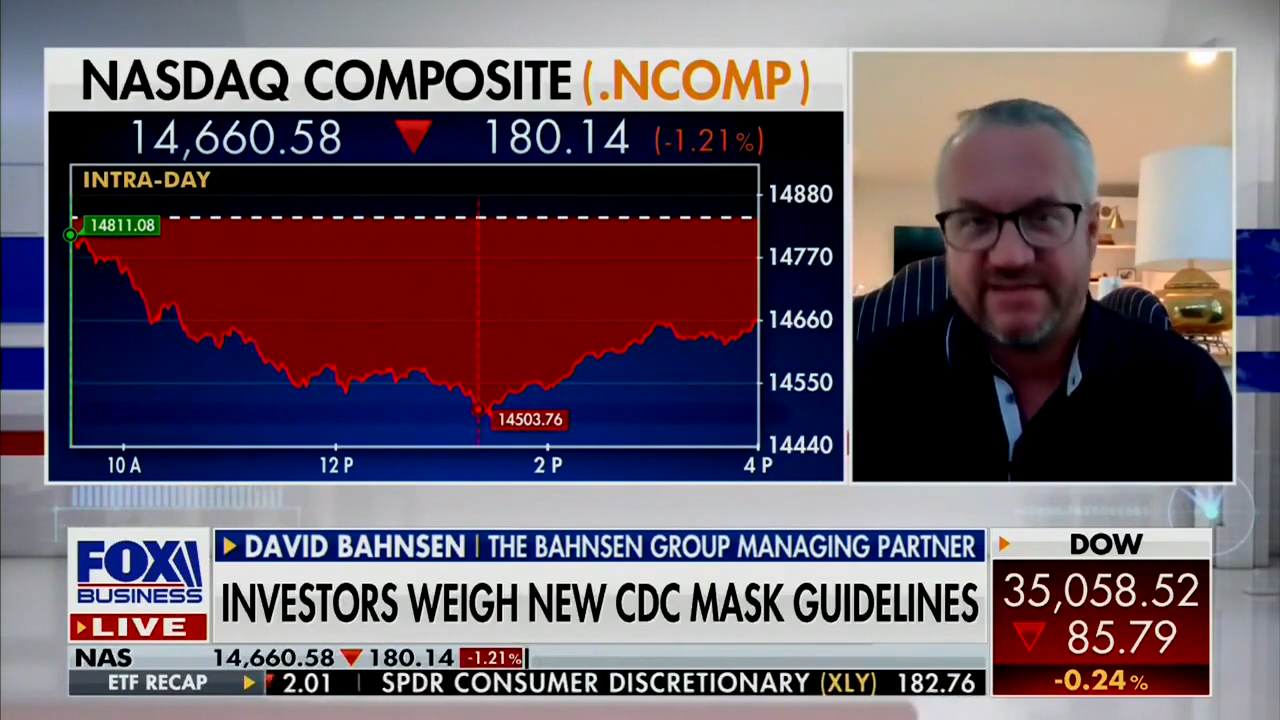 NASDAQ COMPOSITE (.NCOMP)
14,660.58 ▼ 180.14 (-1.21%)
INTRA-DAY
14811.08
14503.76
14880
14770
14660
14550
14440
10 A 12 P 2 P 4 P
FOX
BUSINESS
LIVE
DAVID BAHNSEN | THE BAHNSEN GROUP MANAGING PARTNER
INVESTORS WEIGH NEW CDC MASK GUIDELINES
NAS 14,660.58 ▼ 180.14 -1.21%
ETF RECAP 2.01 | SPDR CONSUMER DISCRETIONARY (XLY) 182.76
DOW
35,058.52
▼ 85.79
-0.24%